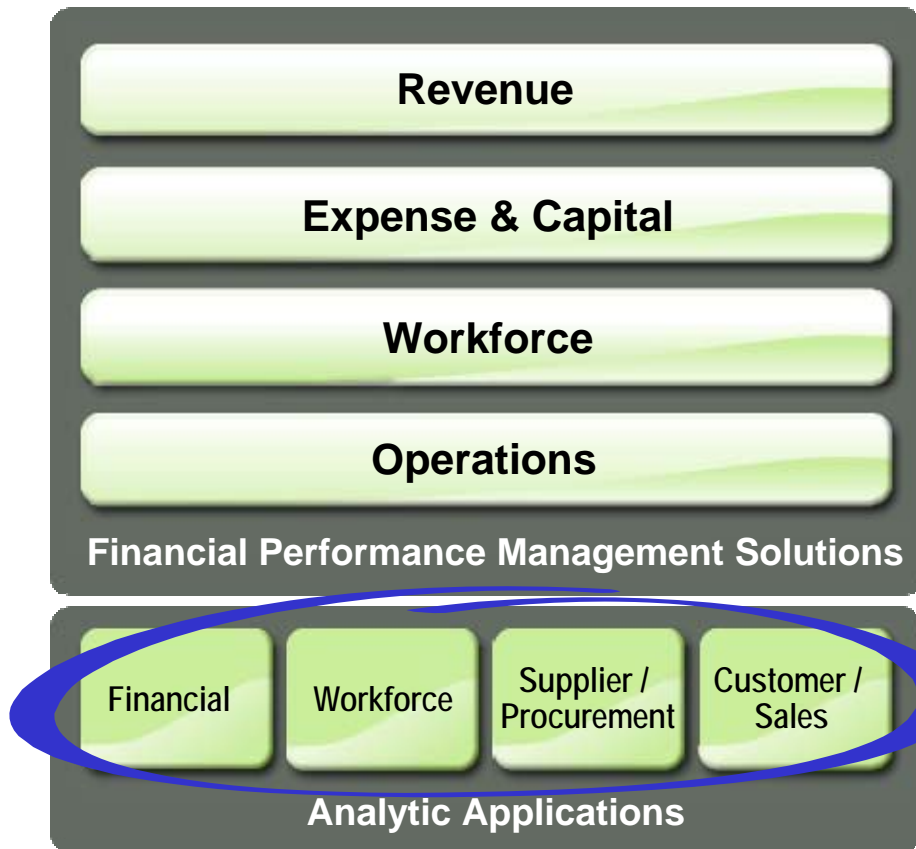 Revenue
Expense & Capital
Workforce
Operations
Financial Performance Management Solutions
Financial
Workforce
Supplier /
Procurement
Customer /
Sales
Analytic Applications